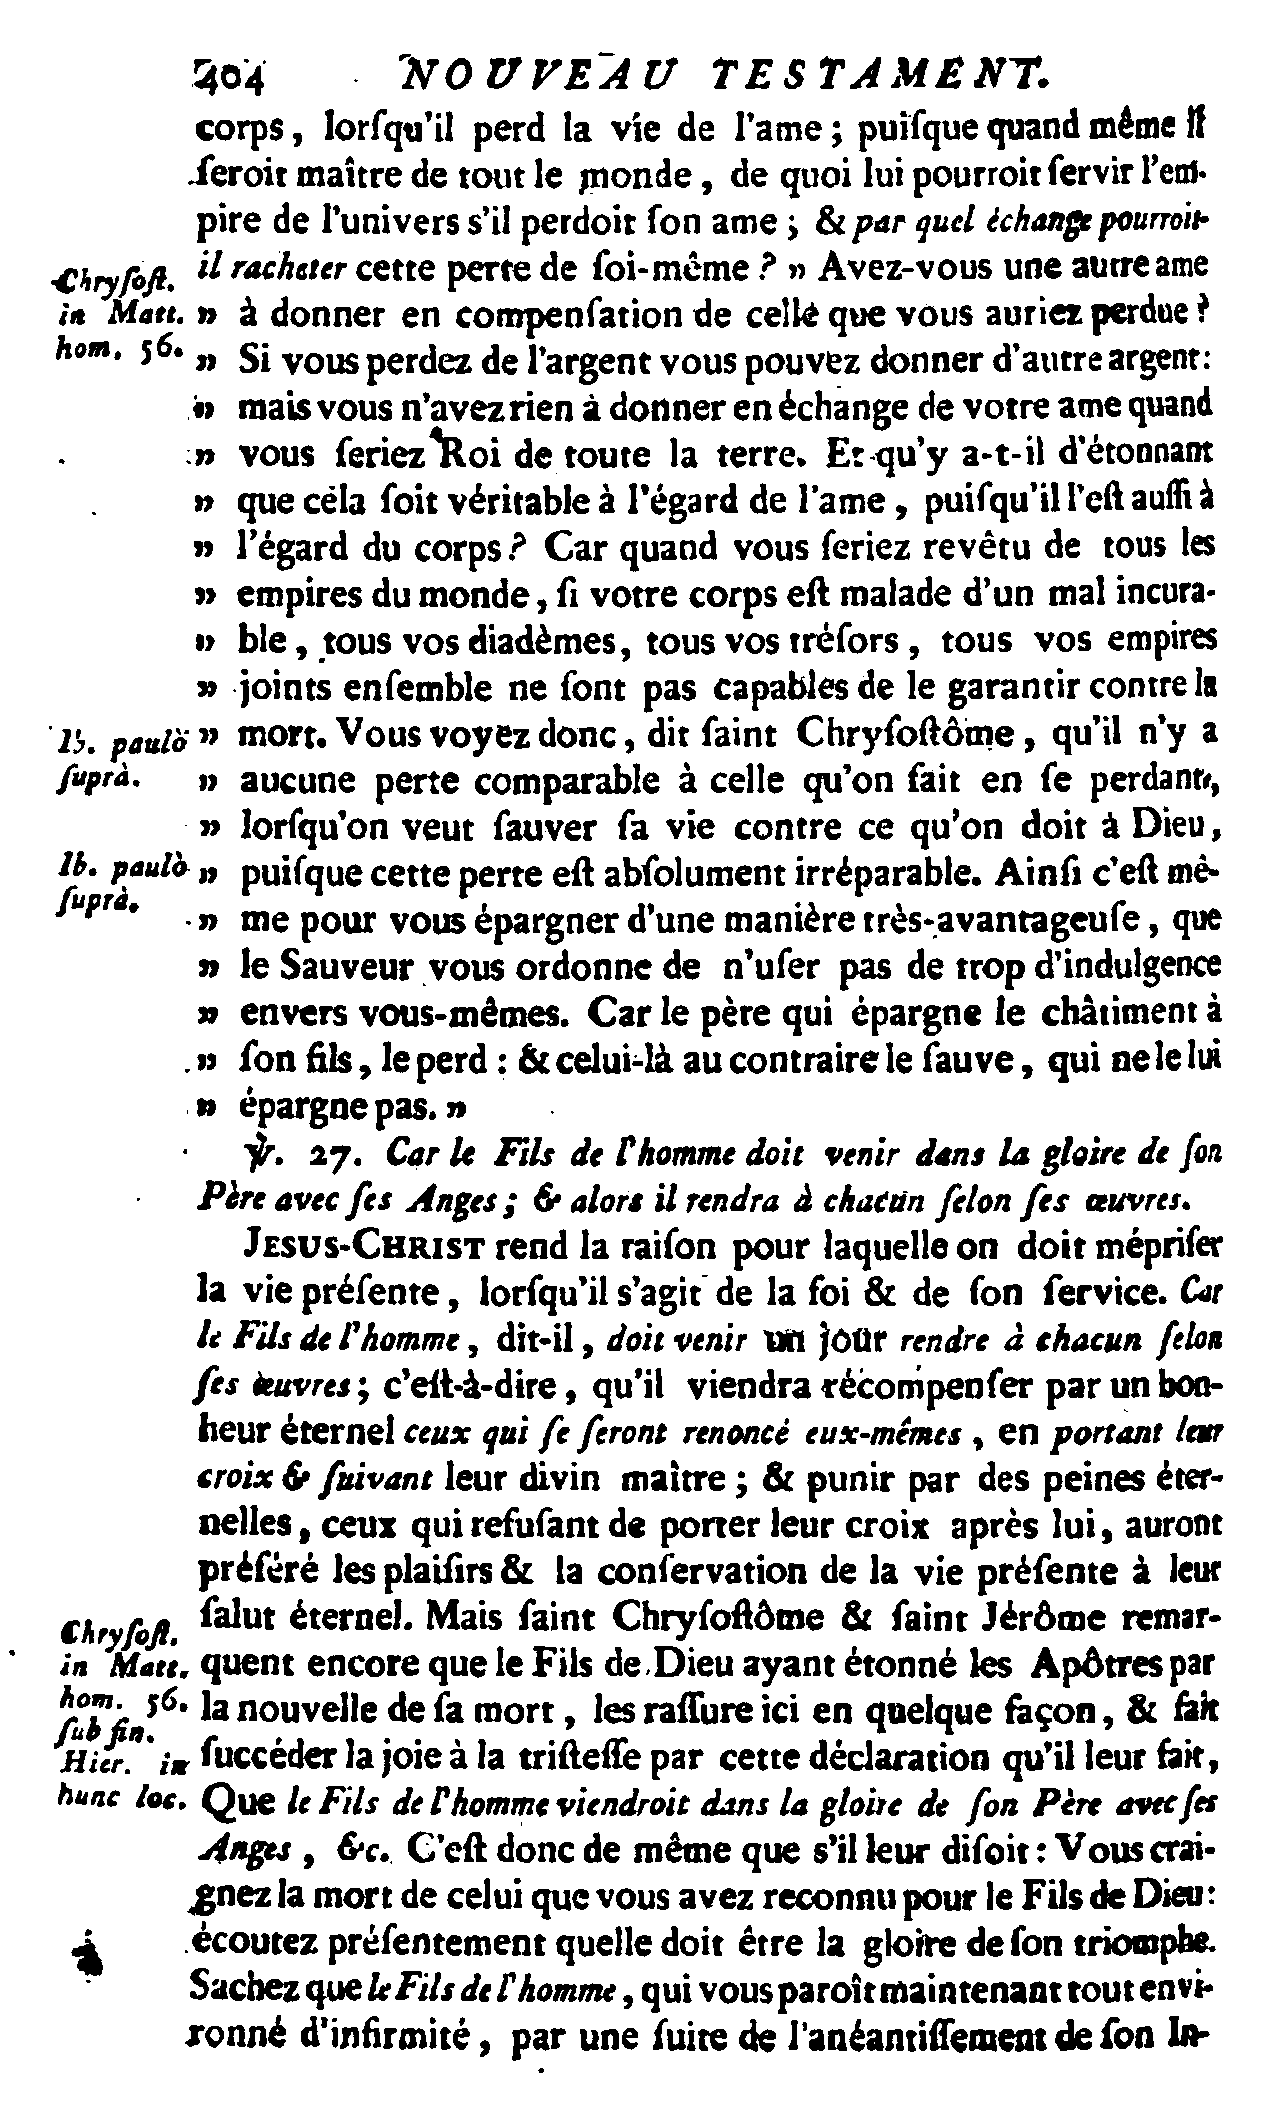 404 NOUVEAU TESTAMENT.
corps, lorſqu'il perd la vie de l'ame ; puiſque quand même il
ſeroit maître de tout le monde, de quoi lui pourroit ſervir l'em-
pire de l'univers s'il perdoit ſon ame ; & par quel échange pourroit-
il racheter cette perte de ſoi-même ? » Avez-vous une autre ame
Chryſoſt.
in Matt.
hom. 56.
» à donner en compenſation de celle que vous auriez perdue ?
» Si vous perdez de l'argent vous pouvez donner d'autre argent :
» mais vous n'avez rien à donner en échange de votre ame quand
» vous ſeriez Roi de toute la terre. Et qu'y a-t-il d'étonnant
» que cela ſoit véritable à l'égard de l'ame, puiſqu'il l'eſt auſſi à
» l'égard du corps ? Car quand vous ſeriez revêtu de tous les
» empires du monde, ſi votre corps eſt malade d'un mal incura-
» ble, tous vos diadèmes, tous vos tréſors, tous vos empires
» joints enſemble ne ſont pas capables de le garantir contre la
Ib. paulò
ſuprà.
» mort. Vous voyez donc, dit ſaint Chryſoſtôme, qu'il n'y a
» aucune perte comparable à celle qu'on fait en ſe perdant,
» lorſqu'on veut ſauver ſa vie contre ce qu'on doit à Dieu,
Ib. paulò
ſuprà.
» puiſque cette perte eſt abſolument irréparable. Ainſi c'eſt mê-
» me pour vous épargner d'une manière très-avantageuſe, que
» le Sauveur vous ordonne de n'uſer pas de trop d'indulgence
» envers vous-mêmes. Car le père qui épargne le châtiment à
» ſon fils, le perd : & celui-là au contraire le ſauve, qui ne le lui
» épargne pas. »
℣. 27. Car le Fils de l'homme doit venir dans la gloire de ſon
Père avec ſes Anges ; & alors il rendra à chacun ſelon ſes œuvres.
JESUS-CHRIST rend la raiſon pour laquelle on doit mépriſer
la vie préſente, lorſqu'il s'agit de la foi & de ſon ſervice. Car
le Fils de l'homme, dit-il, doit venir un jour rendre à chacun ſelon
ſes œuvres ; c'eſt-à-dire, qu'il viendra récompenſer par un bon-
heur éternel ceux qui ſe ſeront renoncé eux-mêmes, en portant leur
croix & ſuivant leur divin maître ; & punir par des peines éter-
nelles, ceux qui refuſant de porter leur croix après lui, auront
préféré les plaiſirs & la conſervation de la vie préſente à leur
ſalut éternel. Mais ſaint Chryſoſtôme & ſaint Jérôme remar-
Chryſoſt.
in Matt.
hom. 56.
ſub fin.
Hier. in
hunc loc.
quent encore que le Fils de Dieu ayant étonné les Apôtres par
la nouvelle de ſa mort, les raſſure ici en quelque façon, & fait
ſuccéder la joie à la triſteſſe par cette déclaration qu'il leur fait,
Que le Fils de l'homme viendroit dans la gloire de ſon Père avec ſes
Anges, &c. C'eſt donc de même que s'il leur diſoit : Vous crai-
gnez la mort de celui que vous avez reconnu pour le Fils de Dieu :
écoutez préſentement quelle doit être la gloire de ſon triomphe.
Sachez que le Fils de l'homme, qui vous paroît maintenant tout envi-
ronné d'infirmité, par une ſuite de l'anéantiſſement de ſon In-